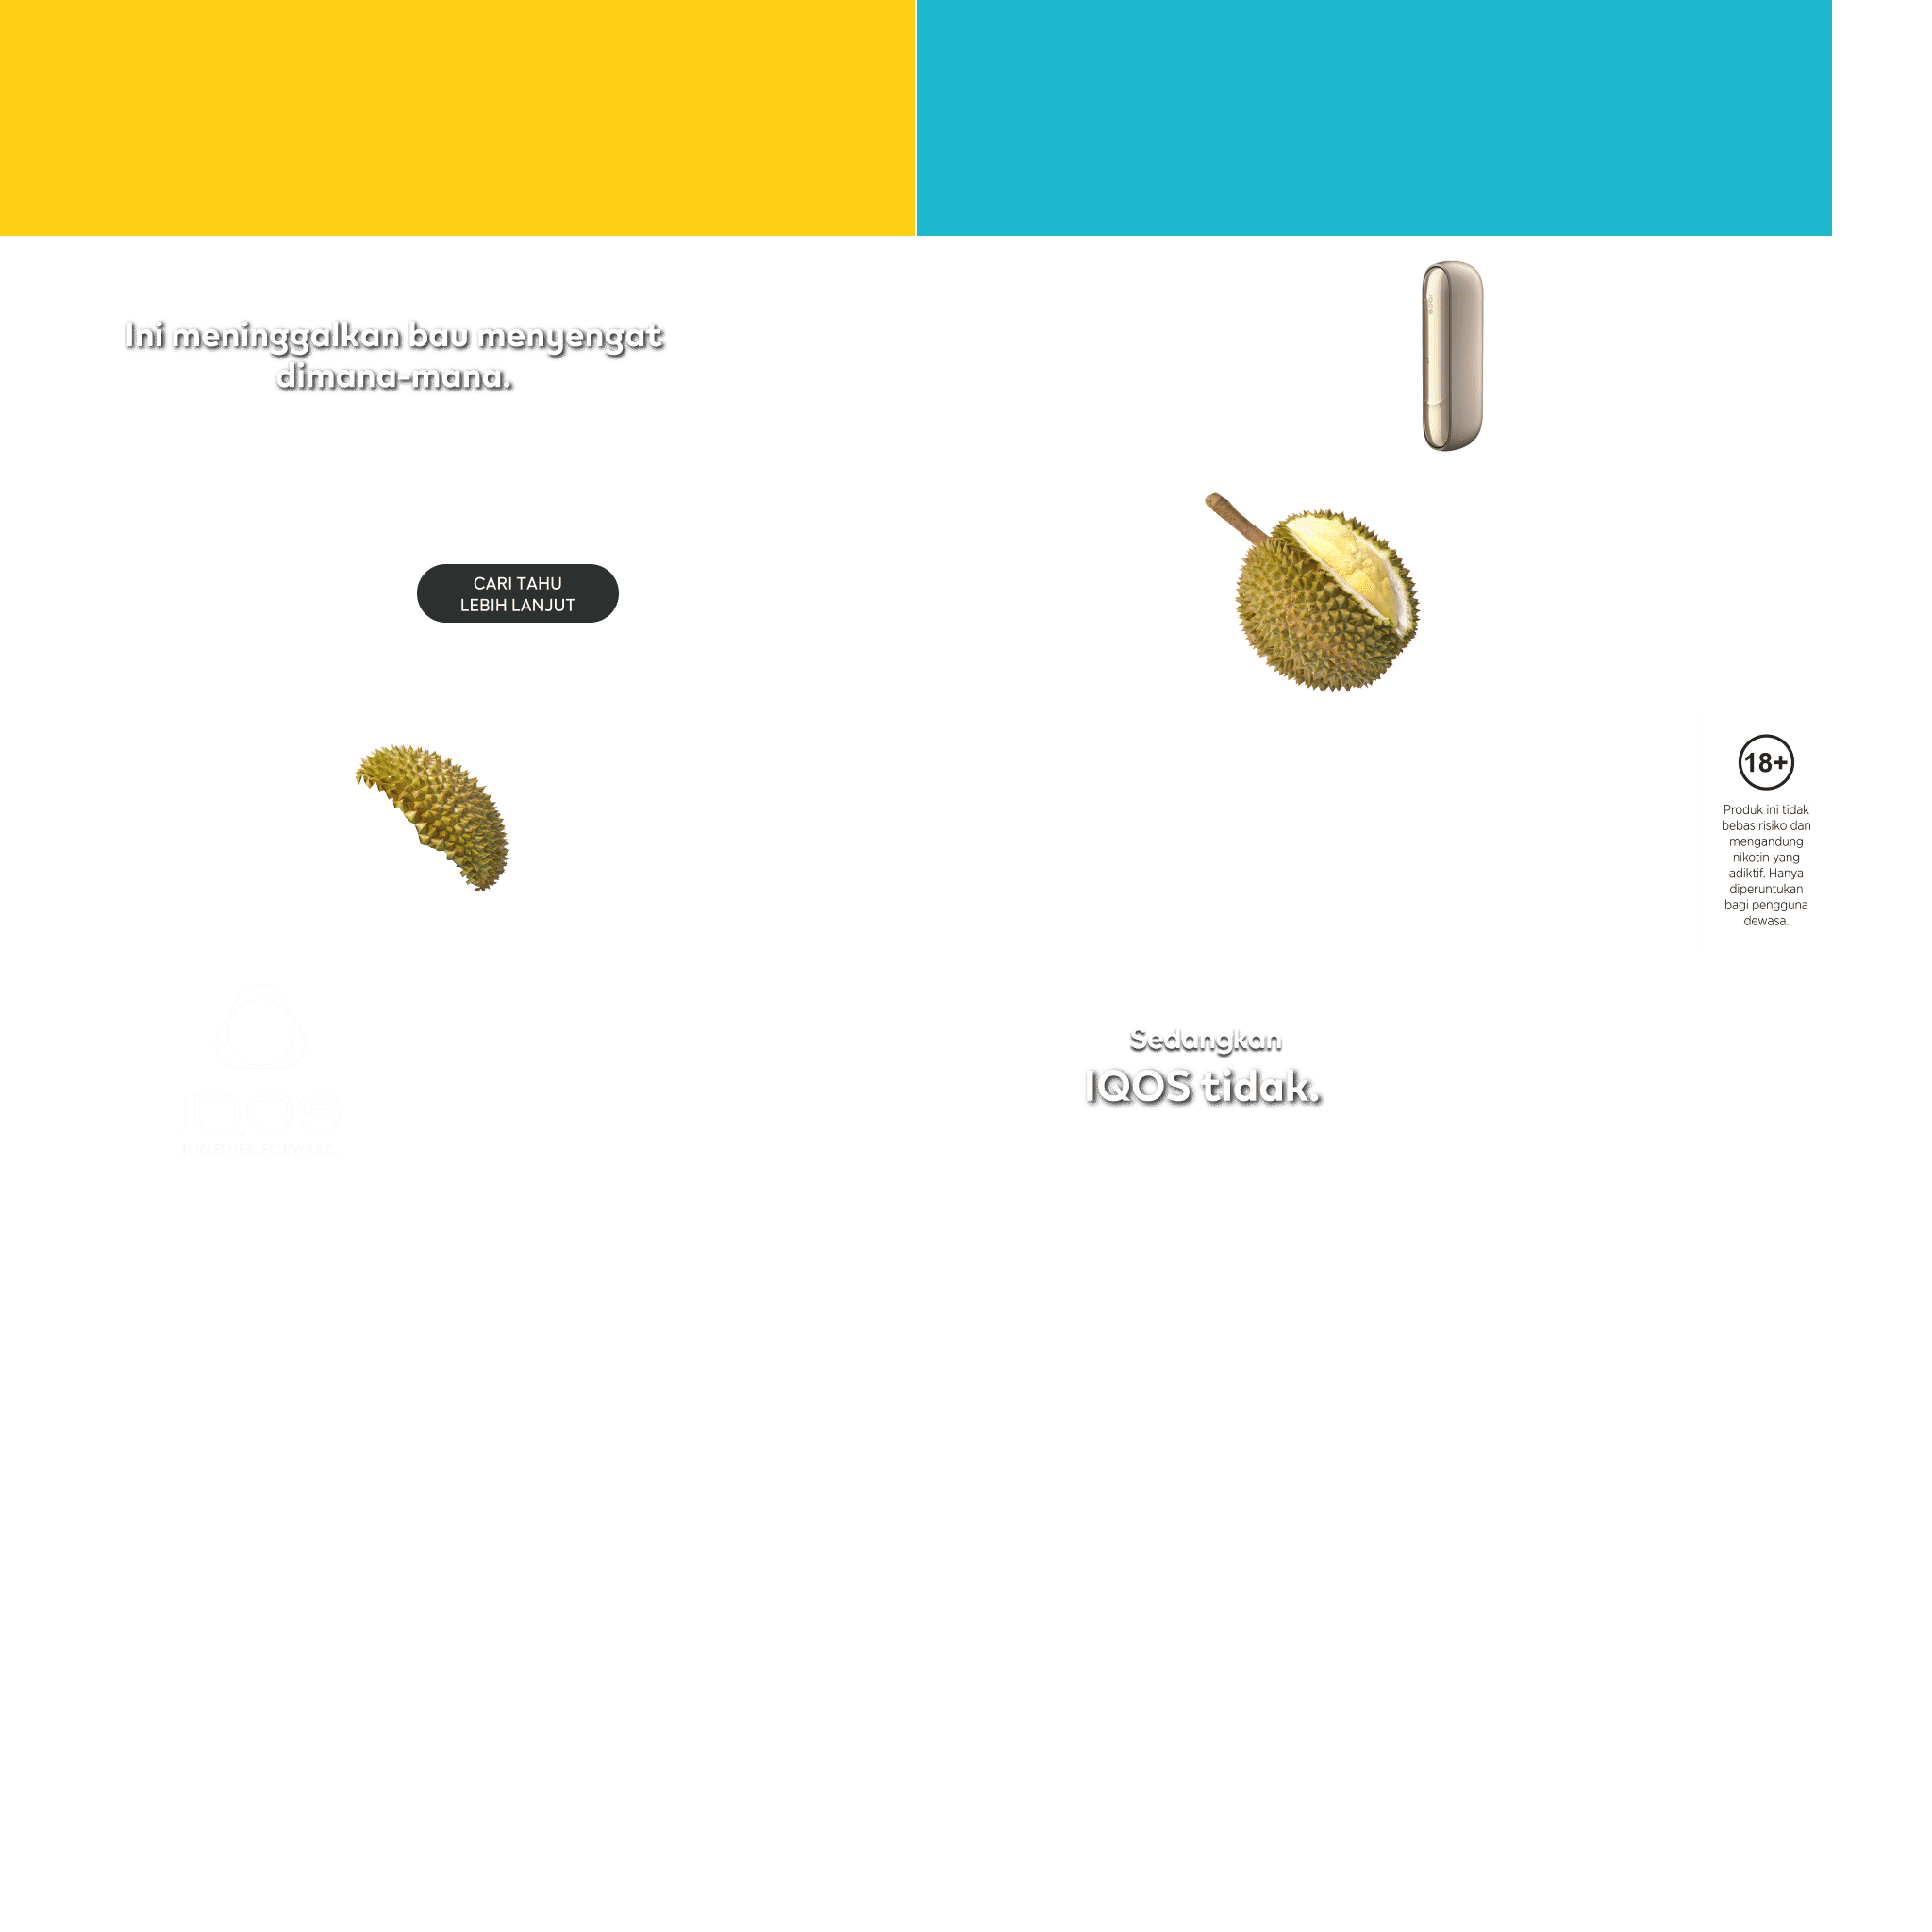 Ini meninggalkan bau menyengat
dimana-mana.
CARI TAHU
LEBIH LANJUT
18+
Produk ini tidak
bebas risiko dan
mengandung
nikotin yang
adiktif. Hanya
diperuntukan
bagi pengguna
dewasa.
IQOS
TOGETHER. FORWARD.
Sedangkan
IQOS tidak.